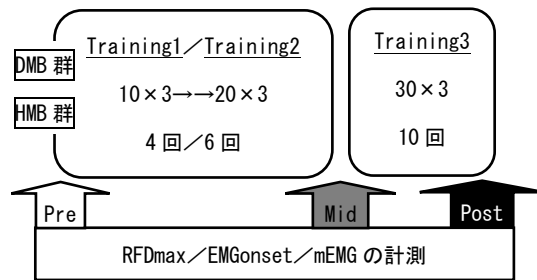 DMB 群
HMB 群
Training1／Training2
10×3→→20×3
4 回／6 回
Training3
30×3
10 回
Pre
Mid
Post
RFDmax／EMGonset／mEMG の計測